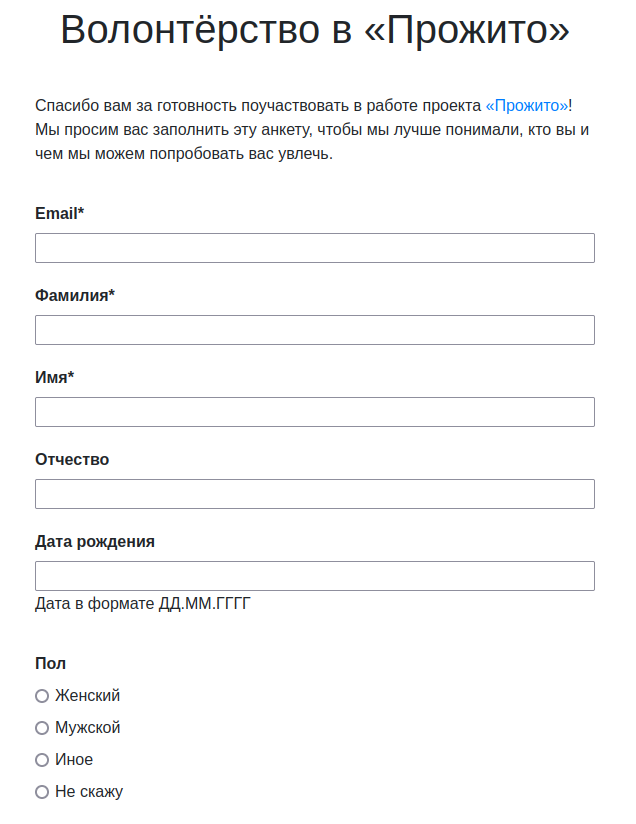 Волонтёрство в «Прожито»
Спасибо вам за готовность поучаствовать в работе проекта «Прожито»!
Мы просим вас заполнить эту анкету, чтобы мы лучше понимали, кто вы и
чем мы можем попробовать вас увлечь.
Email*
Фамилия*
Имя*
Отчество
Дата рождения
Дата в формате ДД.ММ.ГГГГ
Пол
Женский
Мужской
Иное
Не скажу